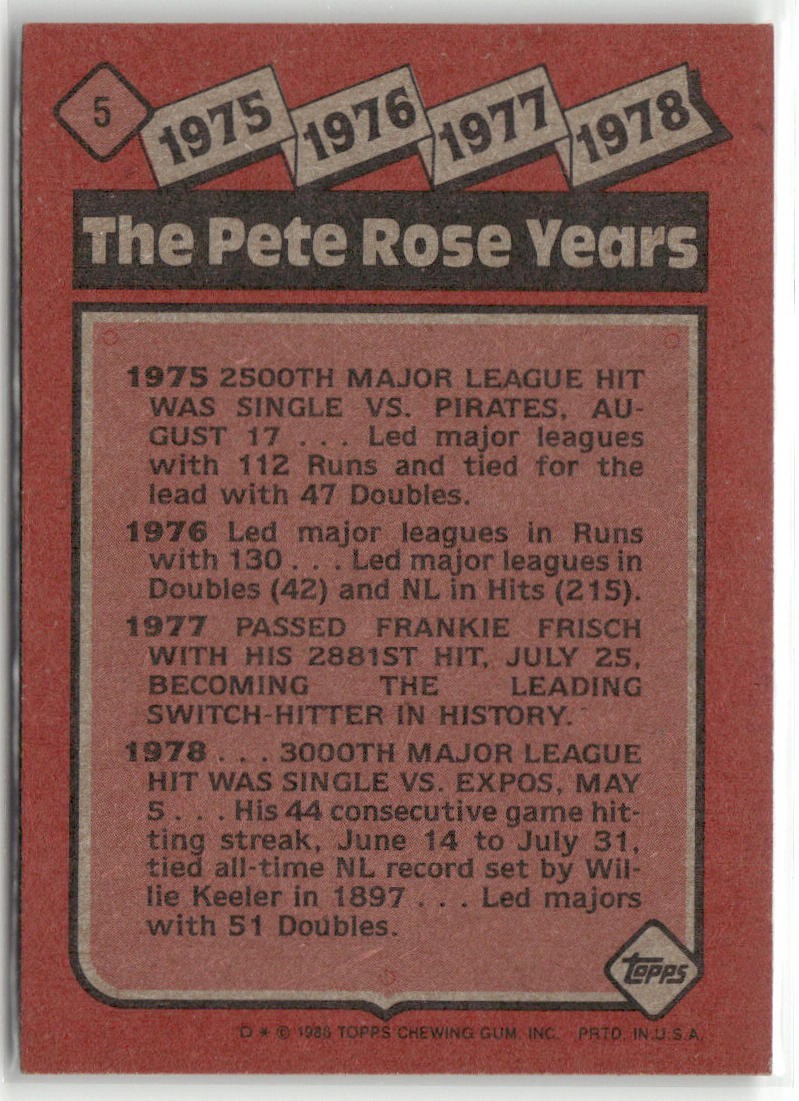 5
1975 1976 1977 1978
The Pete Rose Years
1975 2500TH MAJOR LEAGUE HIT
WAS SINGLE VS. PIRATES, AU-
GUST 17 . . . Led major leagues
with 112 Runs and tied for the
lead with 47 Doubles.
1976 Led major leagues in Runs
with 130 . . . Led major leagues in
Doubles (42) and NL in Hits (215).
1977 PASSED FRANKIE FRISCH
WITH HIS 2881ST HIT, JULY 25,
BECOMING THE LEADING
SWITCH-HITTER IN HISTORY.
1978 . . . 3000TH MAJOR LEAGUE
HIT WAS SINGLE VS. EXPOS, MAY
5 . . . His 44 consecutive game hit-
ting streak, June 14 to July 31,
tied all-time NL record set by Wil-
lie Keeler in 1897 . . . Led majors
with 51 Doubles.
TOPPS
D * © 1986 TOPPS CHEWING GUM, INC. PRTD. IN U.S.A.